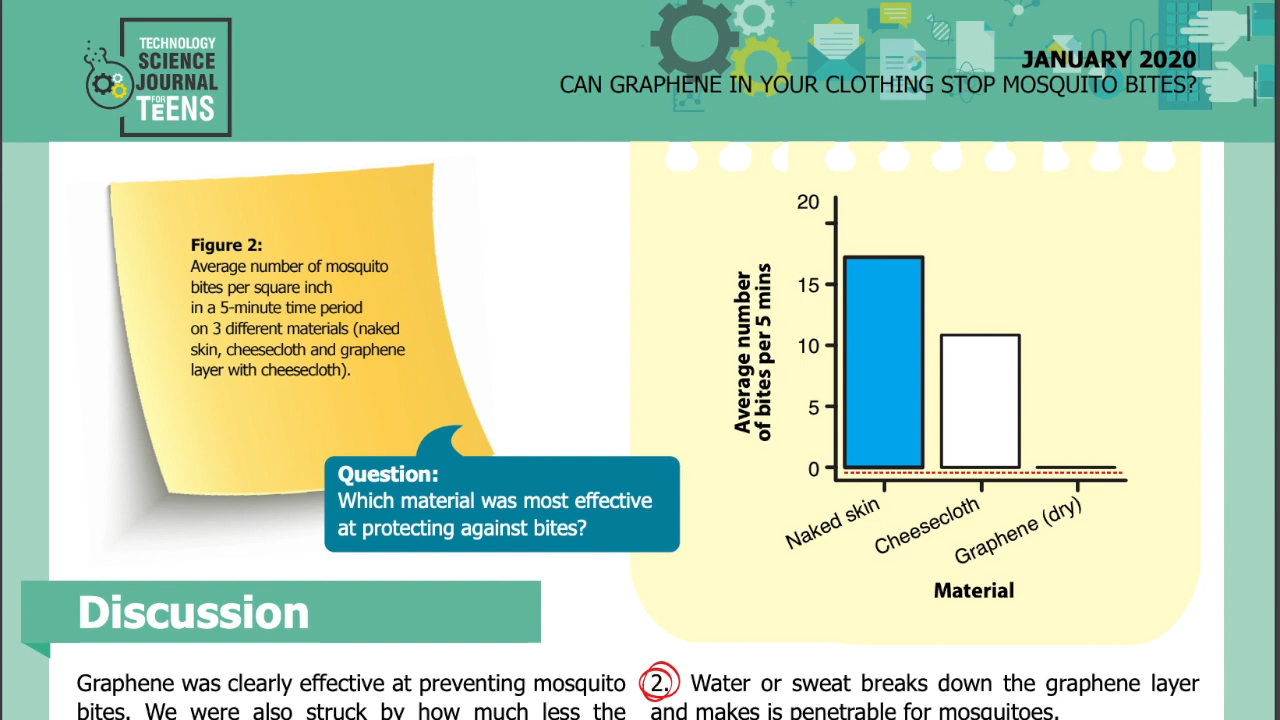 TECHNOLOGY
SCIENCE
JOURNAL
FOR
TEENS
JANUARY 2020
CAN GRAPHENE IN YOUR CLOTHING STOP MOSQUITO BITES?
Figure 2:
Average number of mosquito
bites per square inch
in a 5-minute time period
on 3 different materials (naked
skin, cheesecloth and graphene
layer with cheesecloth).
Question:
Which material was most effective
at protecting against bites?
Average number
of bites per 5 mins
20
15
10
5
0
Naked skin
Cheesecloth
Graphene (dry)
Material
Discussion
Graphene was clearly effective at preventing mosquito
bites. We were also struck by how much less the
2. Water or sweat breaks down the graphene layer
and makes is penetrable for mosquitoes.